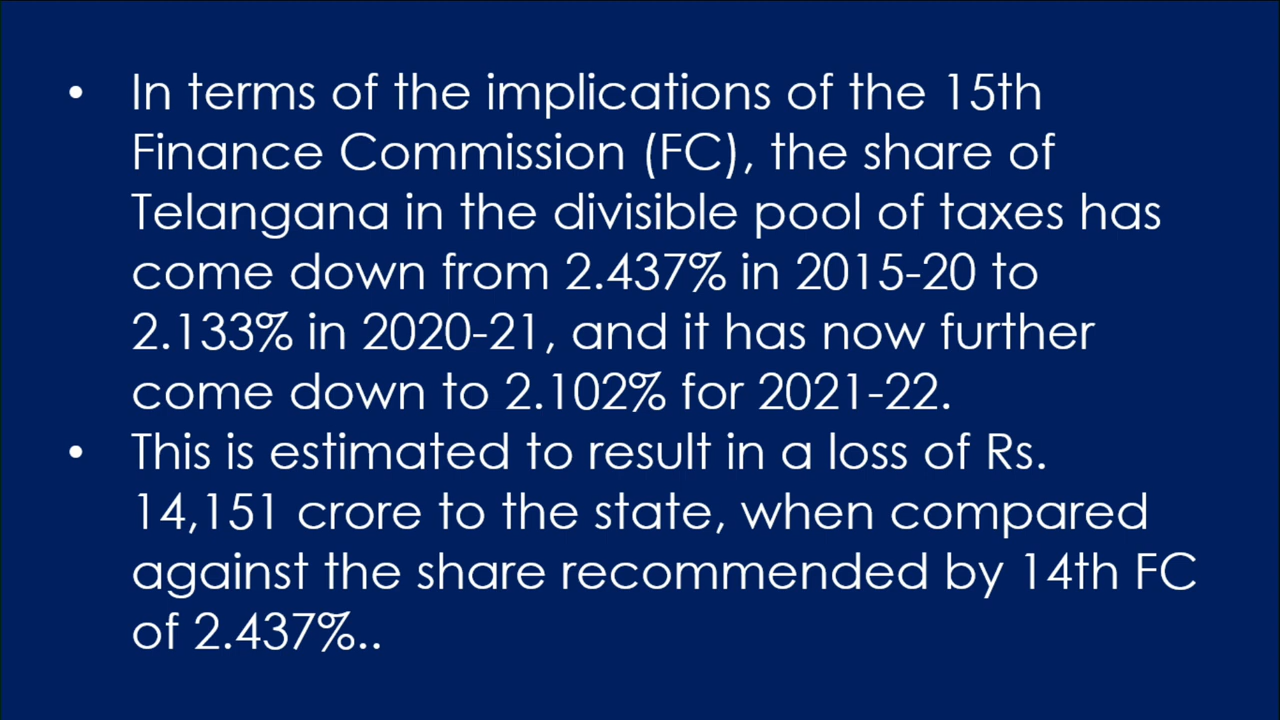 • In terms of the implications of the 15th
Finance Commission (FC), the share of
Telangana in the divisible pool of taxes has
come down from 2.437% in 2015-20 to
2.133% in 2020-21, and it has now further
come down to 2.102% for 2021-22.
• This is estimated to result in a loss of Rs.
14,151 crore to the state, when compared
against the share recommended by 14th FC
of 2.437%..